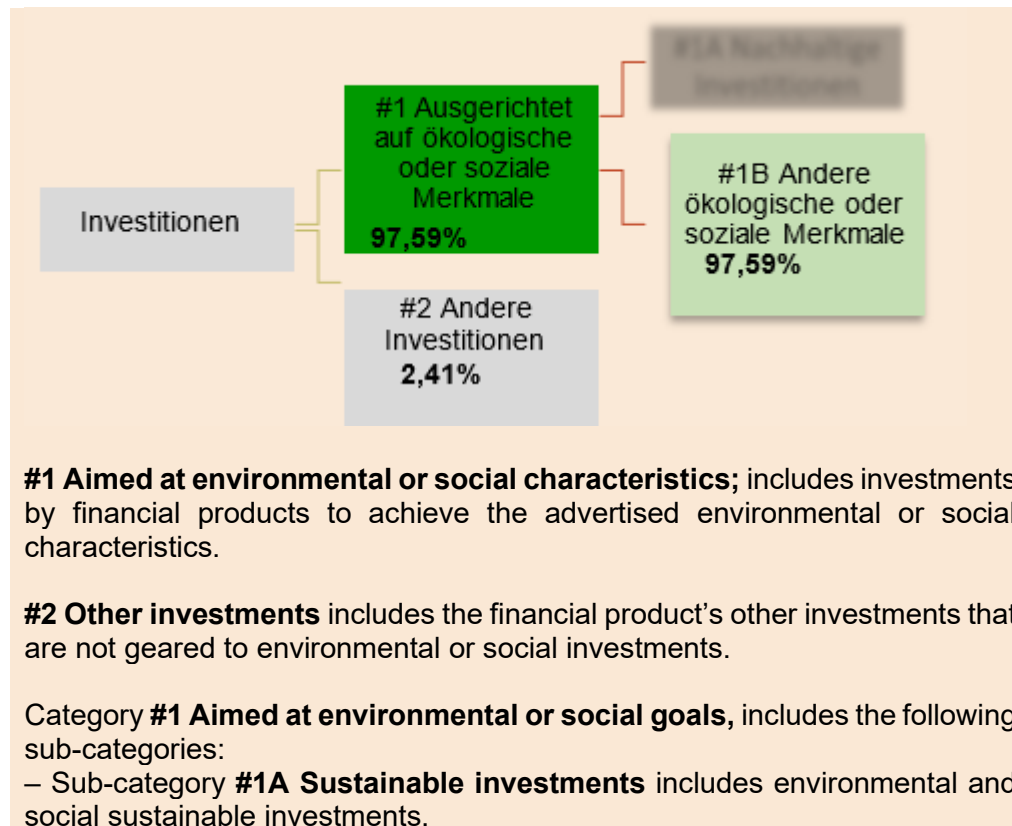 #1A Nachhaltige
Investitionen
#1 Ausgerichtet
auf ökologische
oder soziale
Merkmale
97,59%
#1B Andere
ökologische oder
soziale Merkmale
97,59%
Investitionen
#2 Andere
Investitionen
2,41%
#1 Aimed at environmental or social characteristics; includes investments
by financial products to achieve the advertised environmental or social
characteristics.
#2 Other investments includes the financial product’s other investments that
are not geared to environmental or social investments.
Category #1 Aimed at environmental or social goals, includes the following
sub-categories:
– Sub-category #1A Sustainable investments includes environmental and
social sustainable investments.